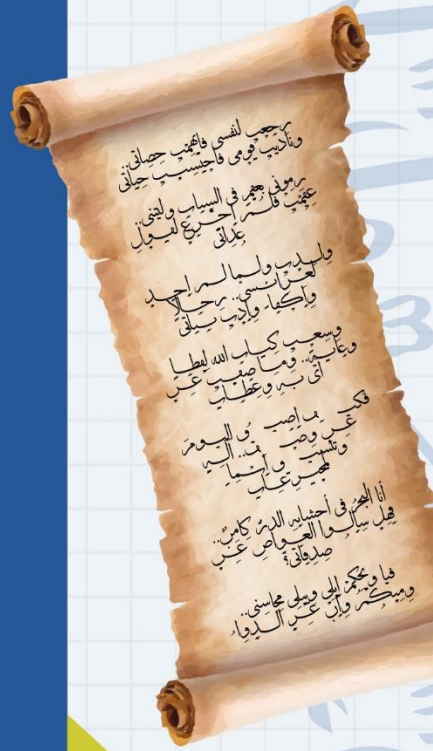 رجعت لنفسي فاتهمت حصاتي
وناديت قومي فاحتسبت حياتي
رموني بعقم في الشباب وليتني..
عقمت فلم أجزع لقول
عداتي
ولدت ولما لم أجد
لعرائسي.. رجالا
وأكفاء وأدت بناتي
وسعت كتاب الله لفظا
وغاية.. وما ضقت عن
آي به وعظات
اليوم
عن
أنا البحر في أحشائه الدر كامن..
فهل سألوا الغواص عن
صدفاتي؟
فيا ويحكم أبلى وتبلى محاسني..
ومنكم وإن عز الدواء